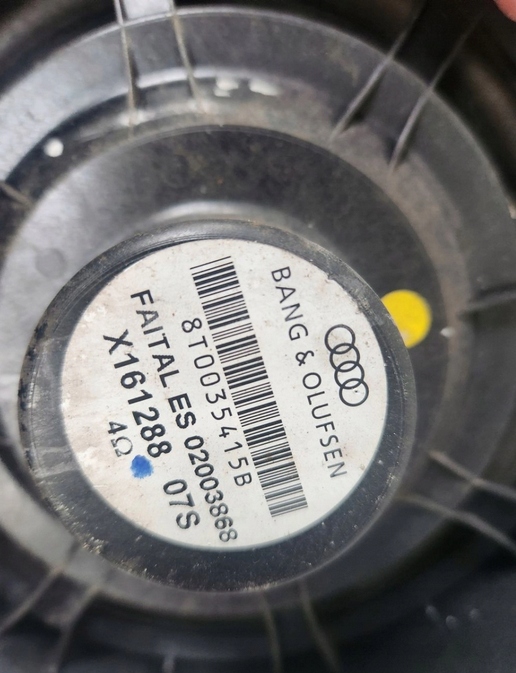 BANG & OLUFSEN
8T0035415B
FAITAL ES 02003868
X161288 07S
4Ω